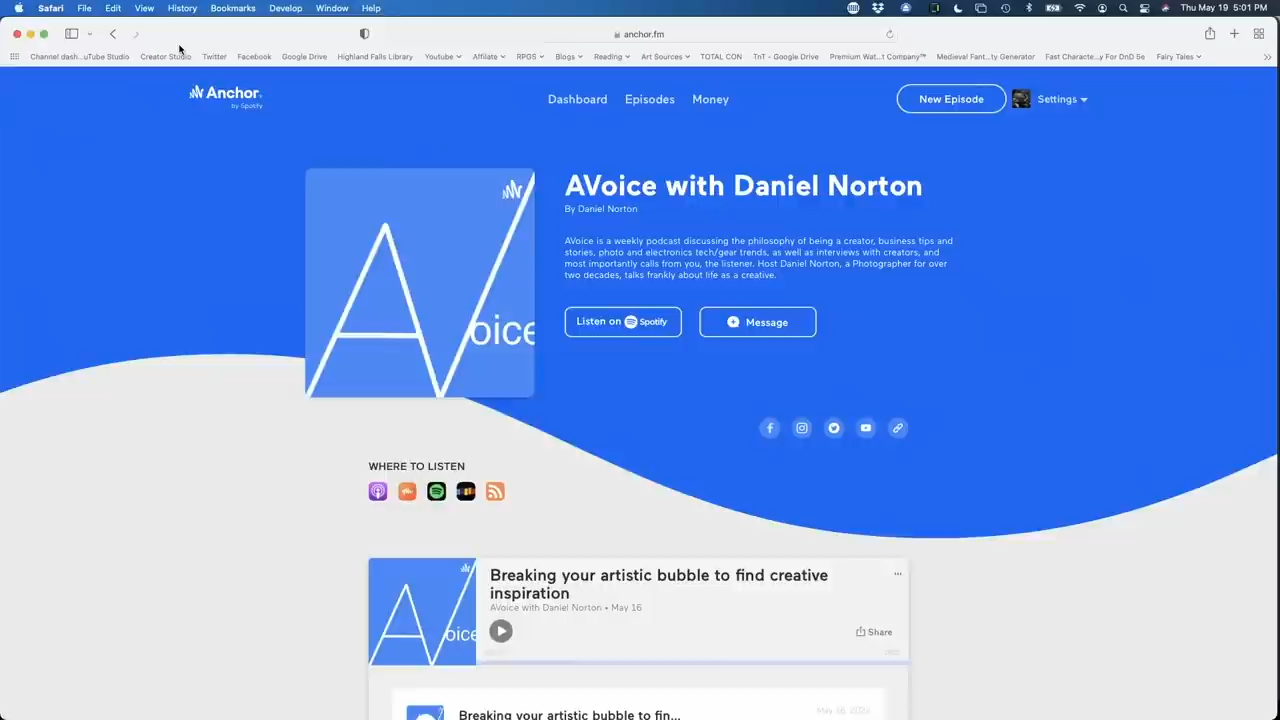 Safari File Edit View History Bookmarks Develop Window Help Thu May 19 5:01 PM
anchor.fm
Channel dash...uTube Studio Creator Studio Twitter Facebook Google Drive Highland Falls Library Youtube Affilate RPGS Blogs Reading Art Sources TOTAL CON TnT - Google Drive Premium Wat...t Company™ Medieval Fant...ty Generator Fast Characte...y For DnD 5e Fairy Tales
Anchor
by Spotify
Dashboard Episodes Money New Episode Settings
AVoice
AVoice with Daniel Norton
By Daniel Norton
AVoice is a weekly podcast discussing the philosophy of being a creator, business tips and
stories, photo and electronics tech/gear trends, as well as interviews with creators, and
most importantly calls from you, the listener. Host Daniel Norton, a Photographer for over
two decades, talks frankly about life as a creative.
Listen on Spotify Message
WHERE TO LISTEN
AVoice
Breaking your artistic bubble to find creative
inspiration
AVoice with Daniel Norton • May 16
Share
Breaking your artistic bubble to fin...